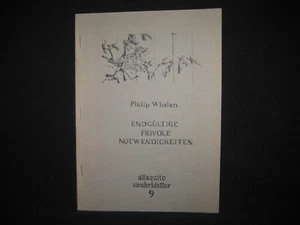 Philip Whalen
ENDGÜLTIGE
FRIVOLE
NOTWENDIGKEITEN
altaquito
sonderblätter
9